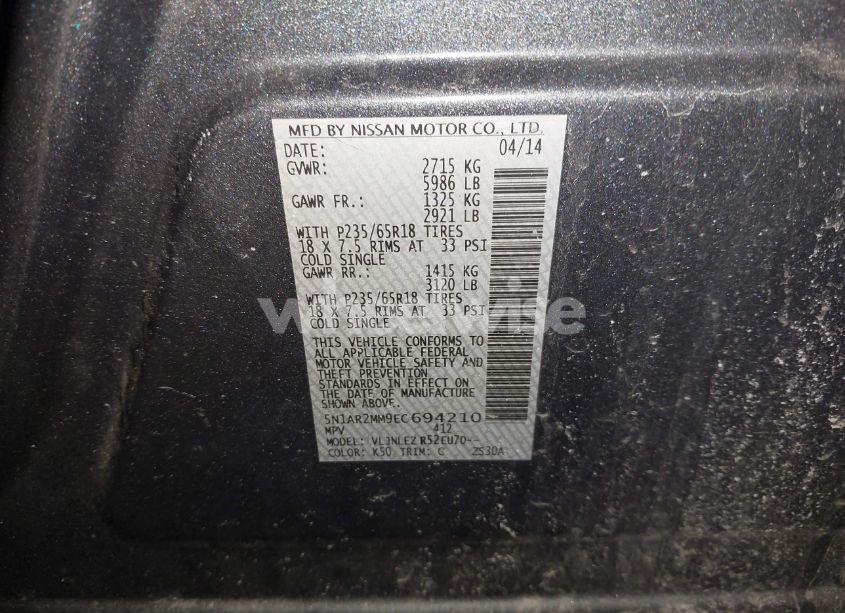 MFD BY NISSAN MOTOR CO., LTD.
DATE: 04/14
GVWR: 2715 KG
5986 LB
GAWR FR.: 1325 KG
2921 LB
WITH P235/65R18 TIRES
18 X 7.5 RIMS AT 33 PSI
COLD SINGLE
GAWR RR.: 1415 KG
3120 LB
WITH P235/65R18 TIRES
18 X 7.5 RIMS AT 33 PSI
COLD SINGLE
THIS VEHICLE CONFORMS TO
ALL APPLICABLE FEDERAL
MOTOR VEHICLE SAFETY AND
THEFT PREVENTION
STANDARDS IN EFFECT ON
THE DATE OF MANUFACTURE
SHOWN ABOVE.
5N1AR2MM9EC694210
MPV 412
MODEL: VLJNLEZ R52EU7D--
COLOR: K50 TRIM: G ZS30A